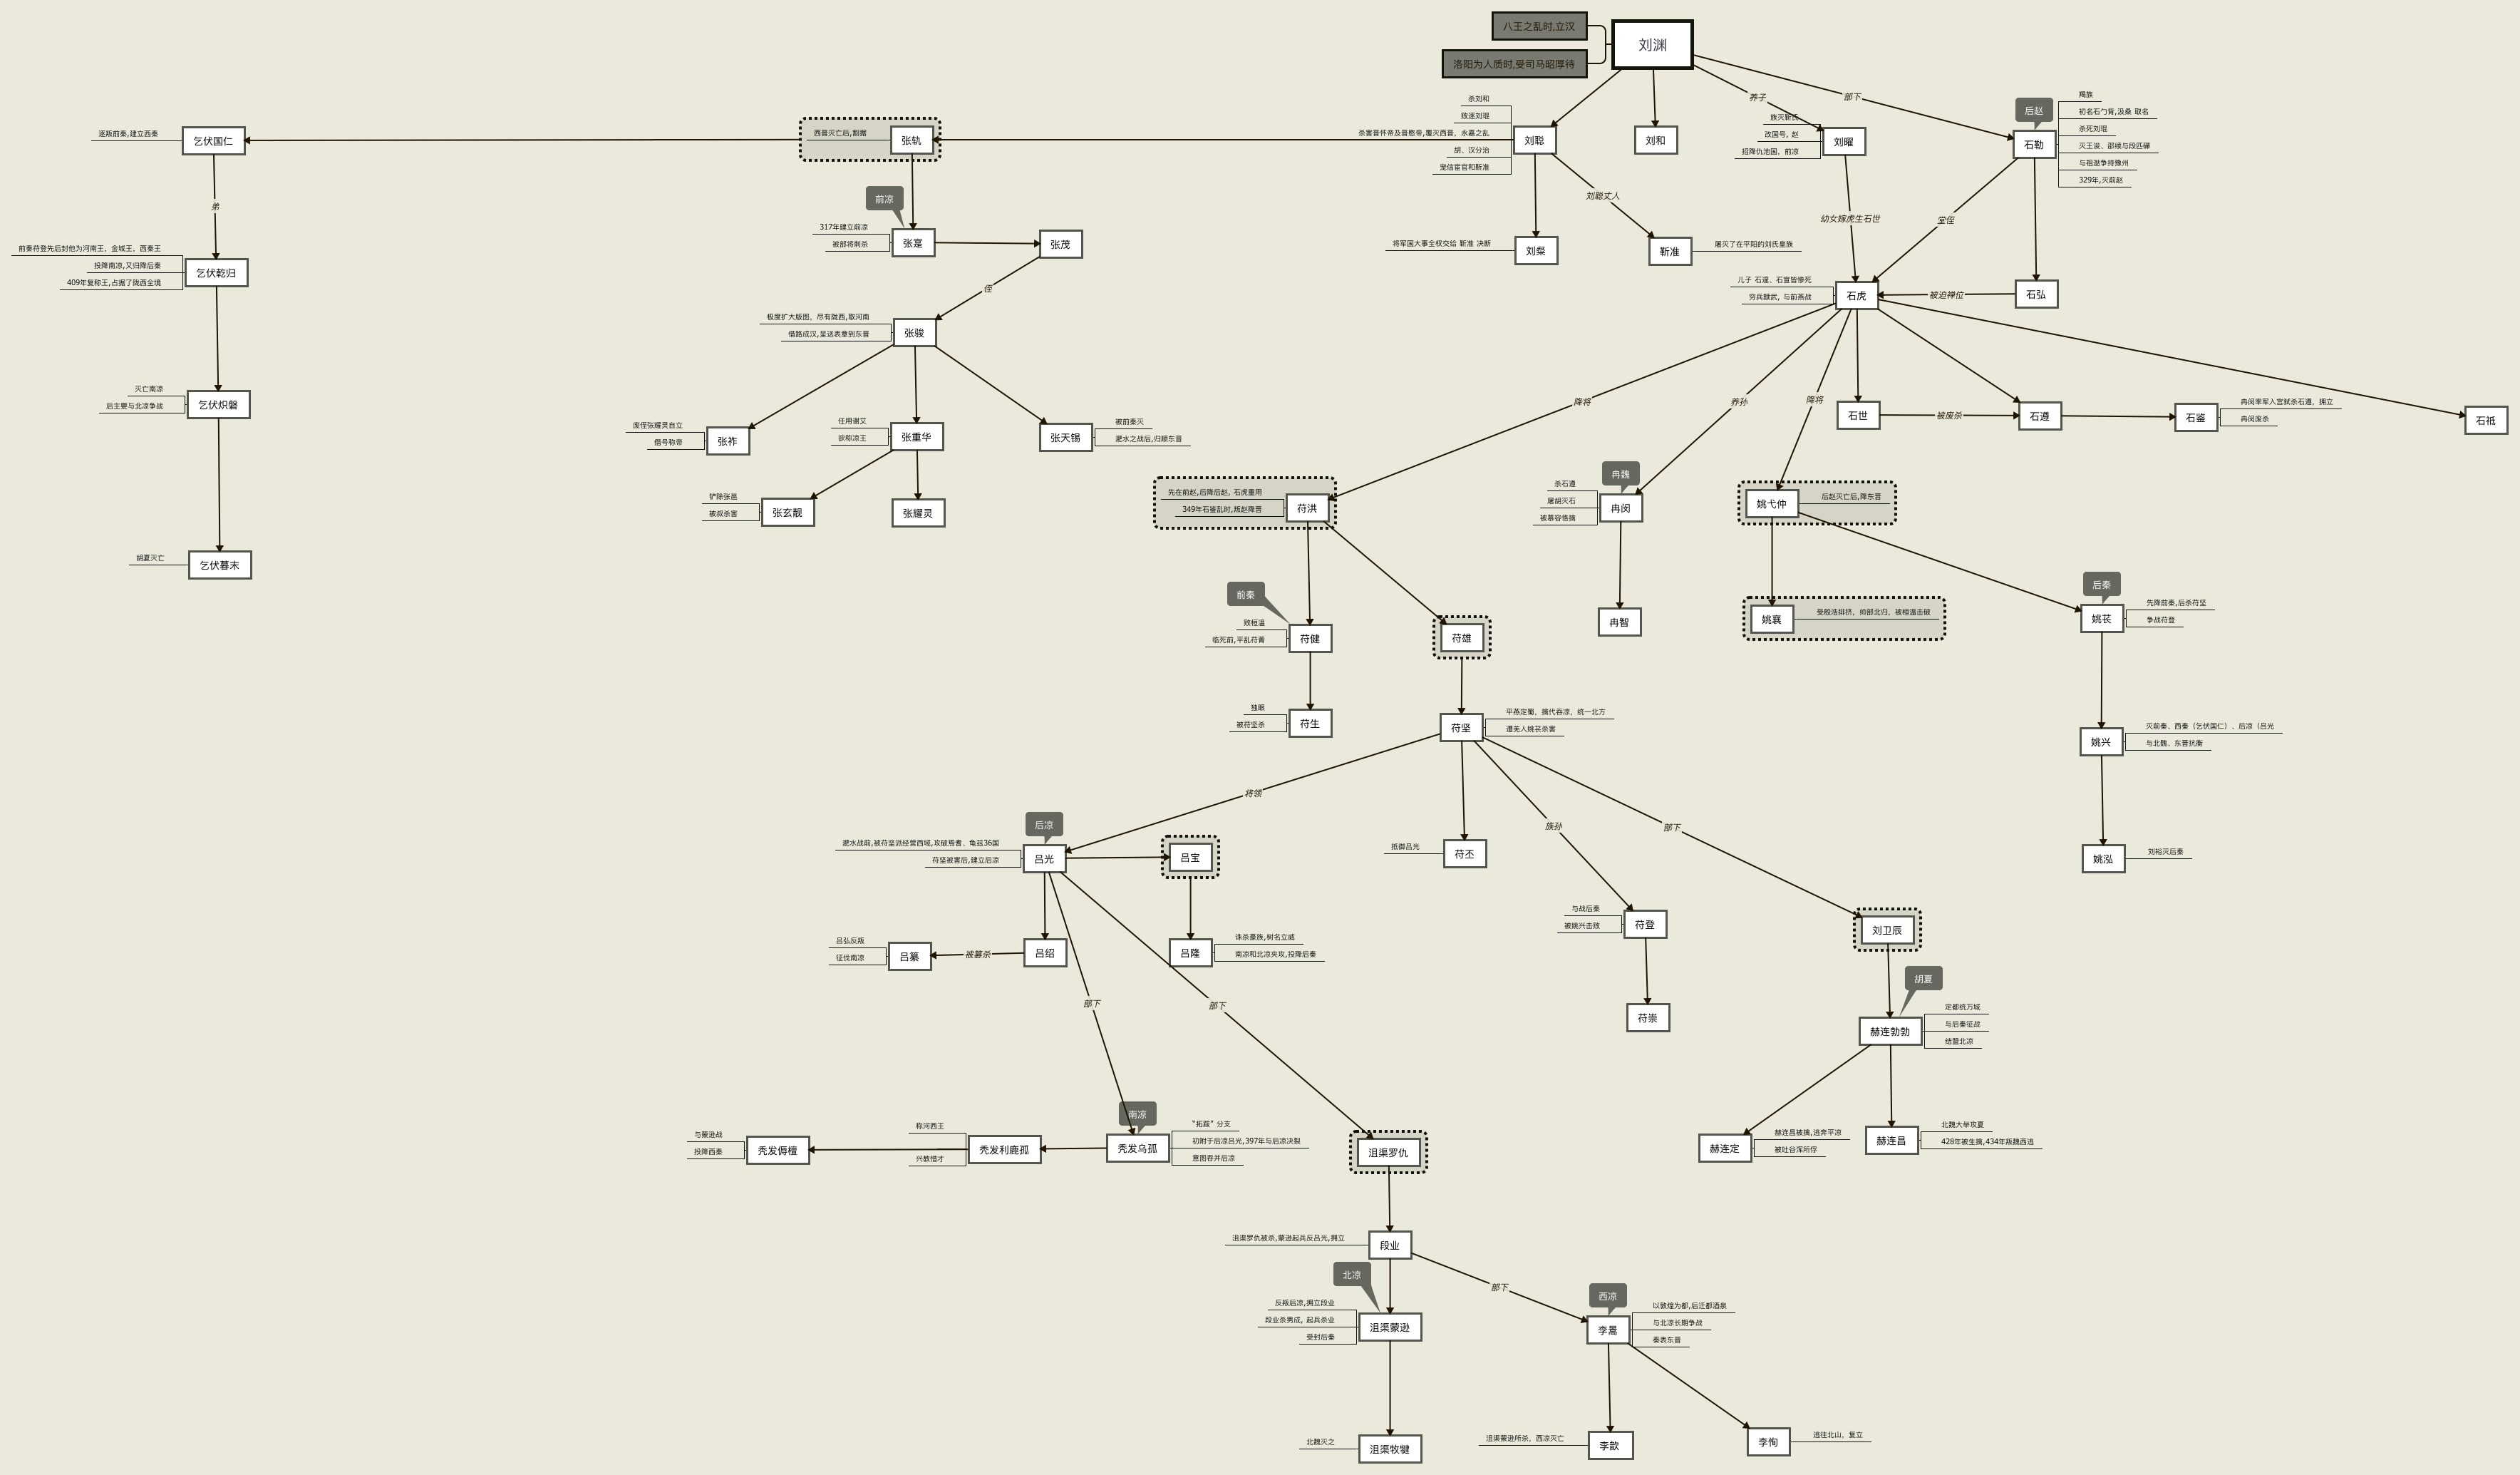 八王之乱时,立汉
洛阳为人质时,受司马昭厚待
刘渊
养子
部下
杀刘和
败逐刘琨
杀害晋怀帝及晋愍帝,覆灭西晋，永嘉之乱
胡、汉分治
宠信宦官和靳准
刘聪
刘和
族灭靳氏
改国号，赵
招降仇池国，前凉
刘曜
后赵
石勒
羯族
初名石勹背,汲桑 取名
杀死刘琨
灭王浚、邵续与段匹磾
与祖逖争持豫州
329年,灭前赵
西晋灭亡后,割据
张轨
逐叛前秦,建立西秦
乞伏国仁
弟
前秦苻登先后封他为河南王，金城王，西秦王
投降南凉,又归降后秦
409年复称王,占据了陇西全境
乞伏乾归
灭亡南凉
后主要与北凉争战
乞伏炽磐
胡夏灭亡
乞伏暮末
前凉
317年建立前凉
被部将刺杀
张寔
张茂
侄
极度扩大版图，尽有陇西,取河南
借路成汉,呈送表章到东晋
张骏
废侄张耀灵自立
僭号称帝
张祚
任用谢艾
欲称凉王
张重华
张天锡
被前秦灭
淝水之战后,归顺东晋
铲除张邕
被叔杀害
张玄靓
张耀灵
刘聪丈人
将军国大事全权交给 靳准 决断
刘粲
靳准
屠灭了在平阳的刘氏皇族
幼女嫁虎生石世
堂侄
儿子 石邃、石宣皆惨死
穷兵黩武，与前燕战
石虎
被迫禅位
石弘
降将
养孙
降将
石世
被废杀
石遵
石鉴
冉闵率军入宫弑杀石遵，拥立
冉闵废杀
石祗
先在前赵,后降后赵，石虎重用
349年石鉴乱时,叛赵降晋
苻洪
冉魏
杀石遵
屠胡灭石
被慕容恪擒
冉闵
冉智
姚弋仲
后赵灭亡后,降东晋
姚襄
受殷浩排挤，帅部北归，被桓温击破
后秦
姚苌
先降前秦,后杀苻坚
争战苻登
姚兴
灭前秦、西秦（乞伏国仁）、后凉（吕光
与北魏、东晋抗衡
姚泓
刘裕灭后秦
前秦
败桓温
临死前,平乱苻菁
苻健
苻雄
独眼
被苻坚杀
苻生
苻坚
平燕定蜀，擒代吞凉，统一北方
遭羌人姚苌杀害
将领
族孙
部下
后凉
淝水战前,被苻坚派经营西域,攻破焉耆、龟兹36国
苻坚被害后,建立后凉
吕光
吕宝
抵御吕光
苻丕
与战后秦
被姚兴击败
苻登
苻崇
刘卫辰
吕弘反叛
征伐南凉
吕纂
被篡杀
吕绍
吕隆
诛杀豪族,树名立威
南凉和北凉夹攻,投降后秦
部下
部下
胡夏
赫连勃勃
定都统万城
与后秦征战
结盟北凉
赫连定
赫连昌被擒,逃奔平凉
被吐谷浑所俘
赫连昌
北魏大举攻夏
428年被生擒,434年叛魏西逃
与蒙逊战
投降西秦
秃发傉檀
称河西王
兴教惜才
秃发利鹿孤
南凉
秃发乌孤
“拓跋” 分支
初附于后凉吕光,397年与后凉决裂
意图吞并后凉
沮渠罗仇
沮渠罗仇被杀,蒙逊起兵反吕光,拥立
段业
部下
北凉
反叛后凉,拥立段业
段业杀男成，起兵杀业
受封后秦
沮渠蒙逊
西凉
李暠
以敦煌为都,后迁都酒泉
与北凉长期争战
奏表东晋
北魏灭之
沮渠牧犍
沮渠蒙逊所杀，西凉灭亡
李歆
李恂
逃往北山，复立